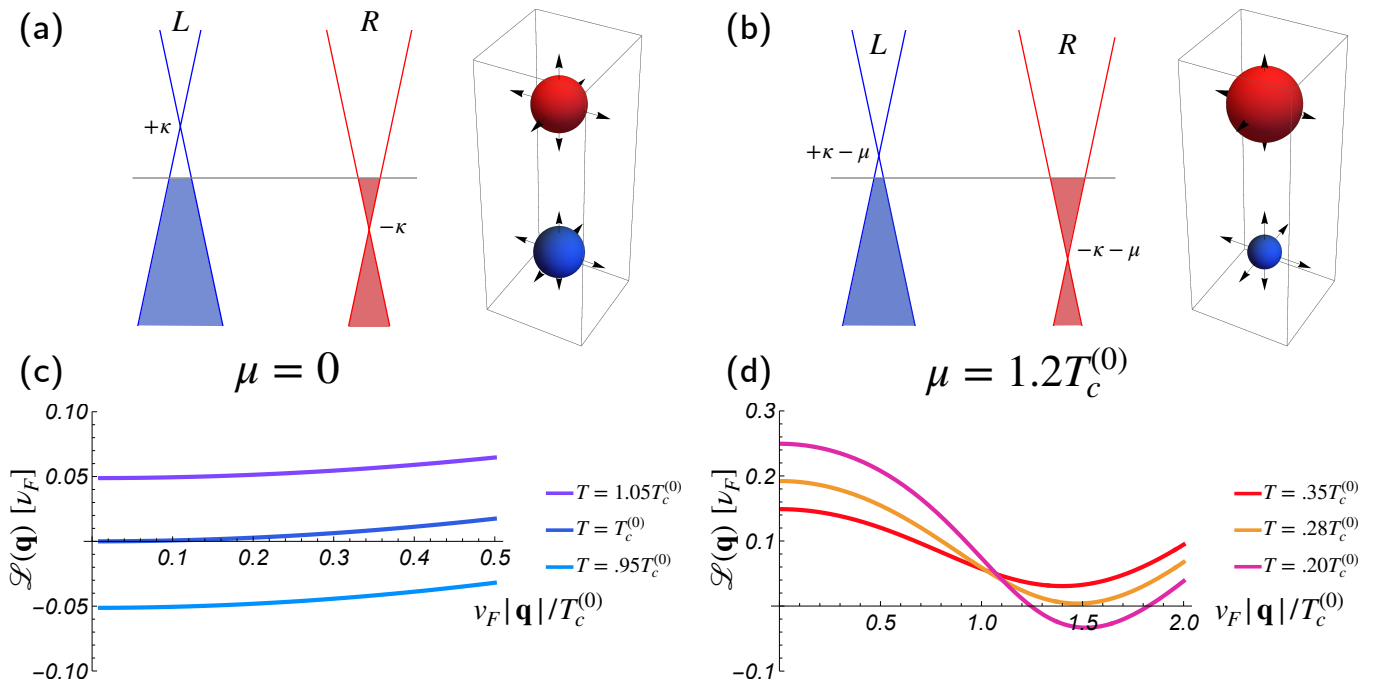 (a)
L
R
+κ
−κ
(b)
L
R
+κ − μ
−κ − μ
(c)
μ = 0
ℒ(q) [ν_F]
0.10
0.05
−0.05
−0.10
0.1
0.2
0.3
0.4
0.5
v_F|q|/T_c^(0)
T = 1.05T_c^(0)
T = T_c^(0)
T = .95T_c^(0)
(d)
μ = 1.2T_c^(0)
ℒ(q) [ν_F]
0.3
0.2
0.1
−0.1
0.5
1.0
1.5
2.0
v_F|q|/T_c^(0)
T = .35T_c^(0)
T = .28T_c^(0)
T = .20T_c^(0)